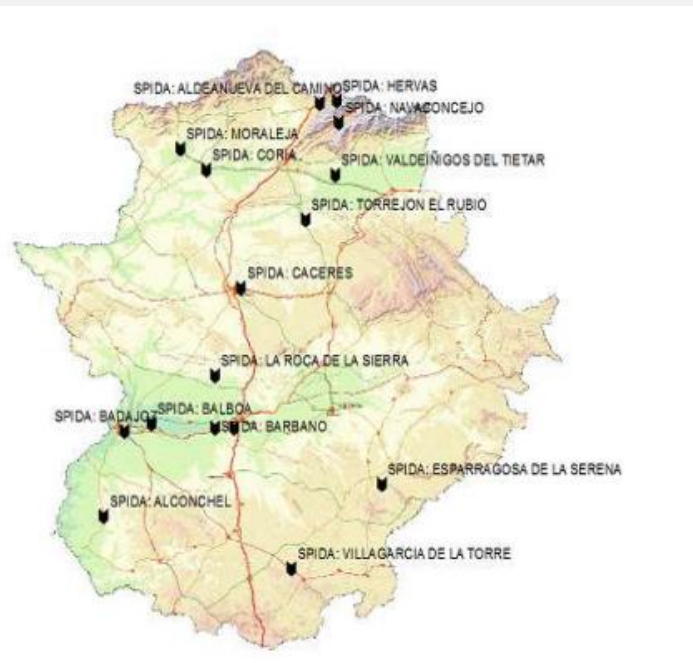 SPIDA: ALDEANUEVA DEL CAMINO
SPIDA: HERVAS
SPIDA: NAVACONCEJO
SPIDA: MORALEJA
SPIDA: CORIA
SPIDA: VALDEIÑIGOS DEL TIETAR
SPIDA: TORREJON EL RUBIO
SPIDA: CACERES
SPIDA: LA ROCA DE LA SIERRA
SPIDA: BADAJOZ
SPIDA: BALBOA
SPIDA: BARBANO
SPIDA: ESPARRAGOSA DE LA SERENA
SPIDA: ALCONCHEL
SPIDA: VILLAGARCIA DE LA TORRE